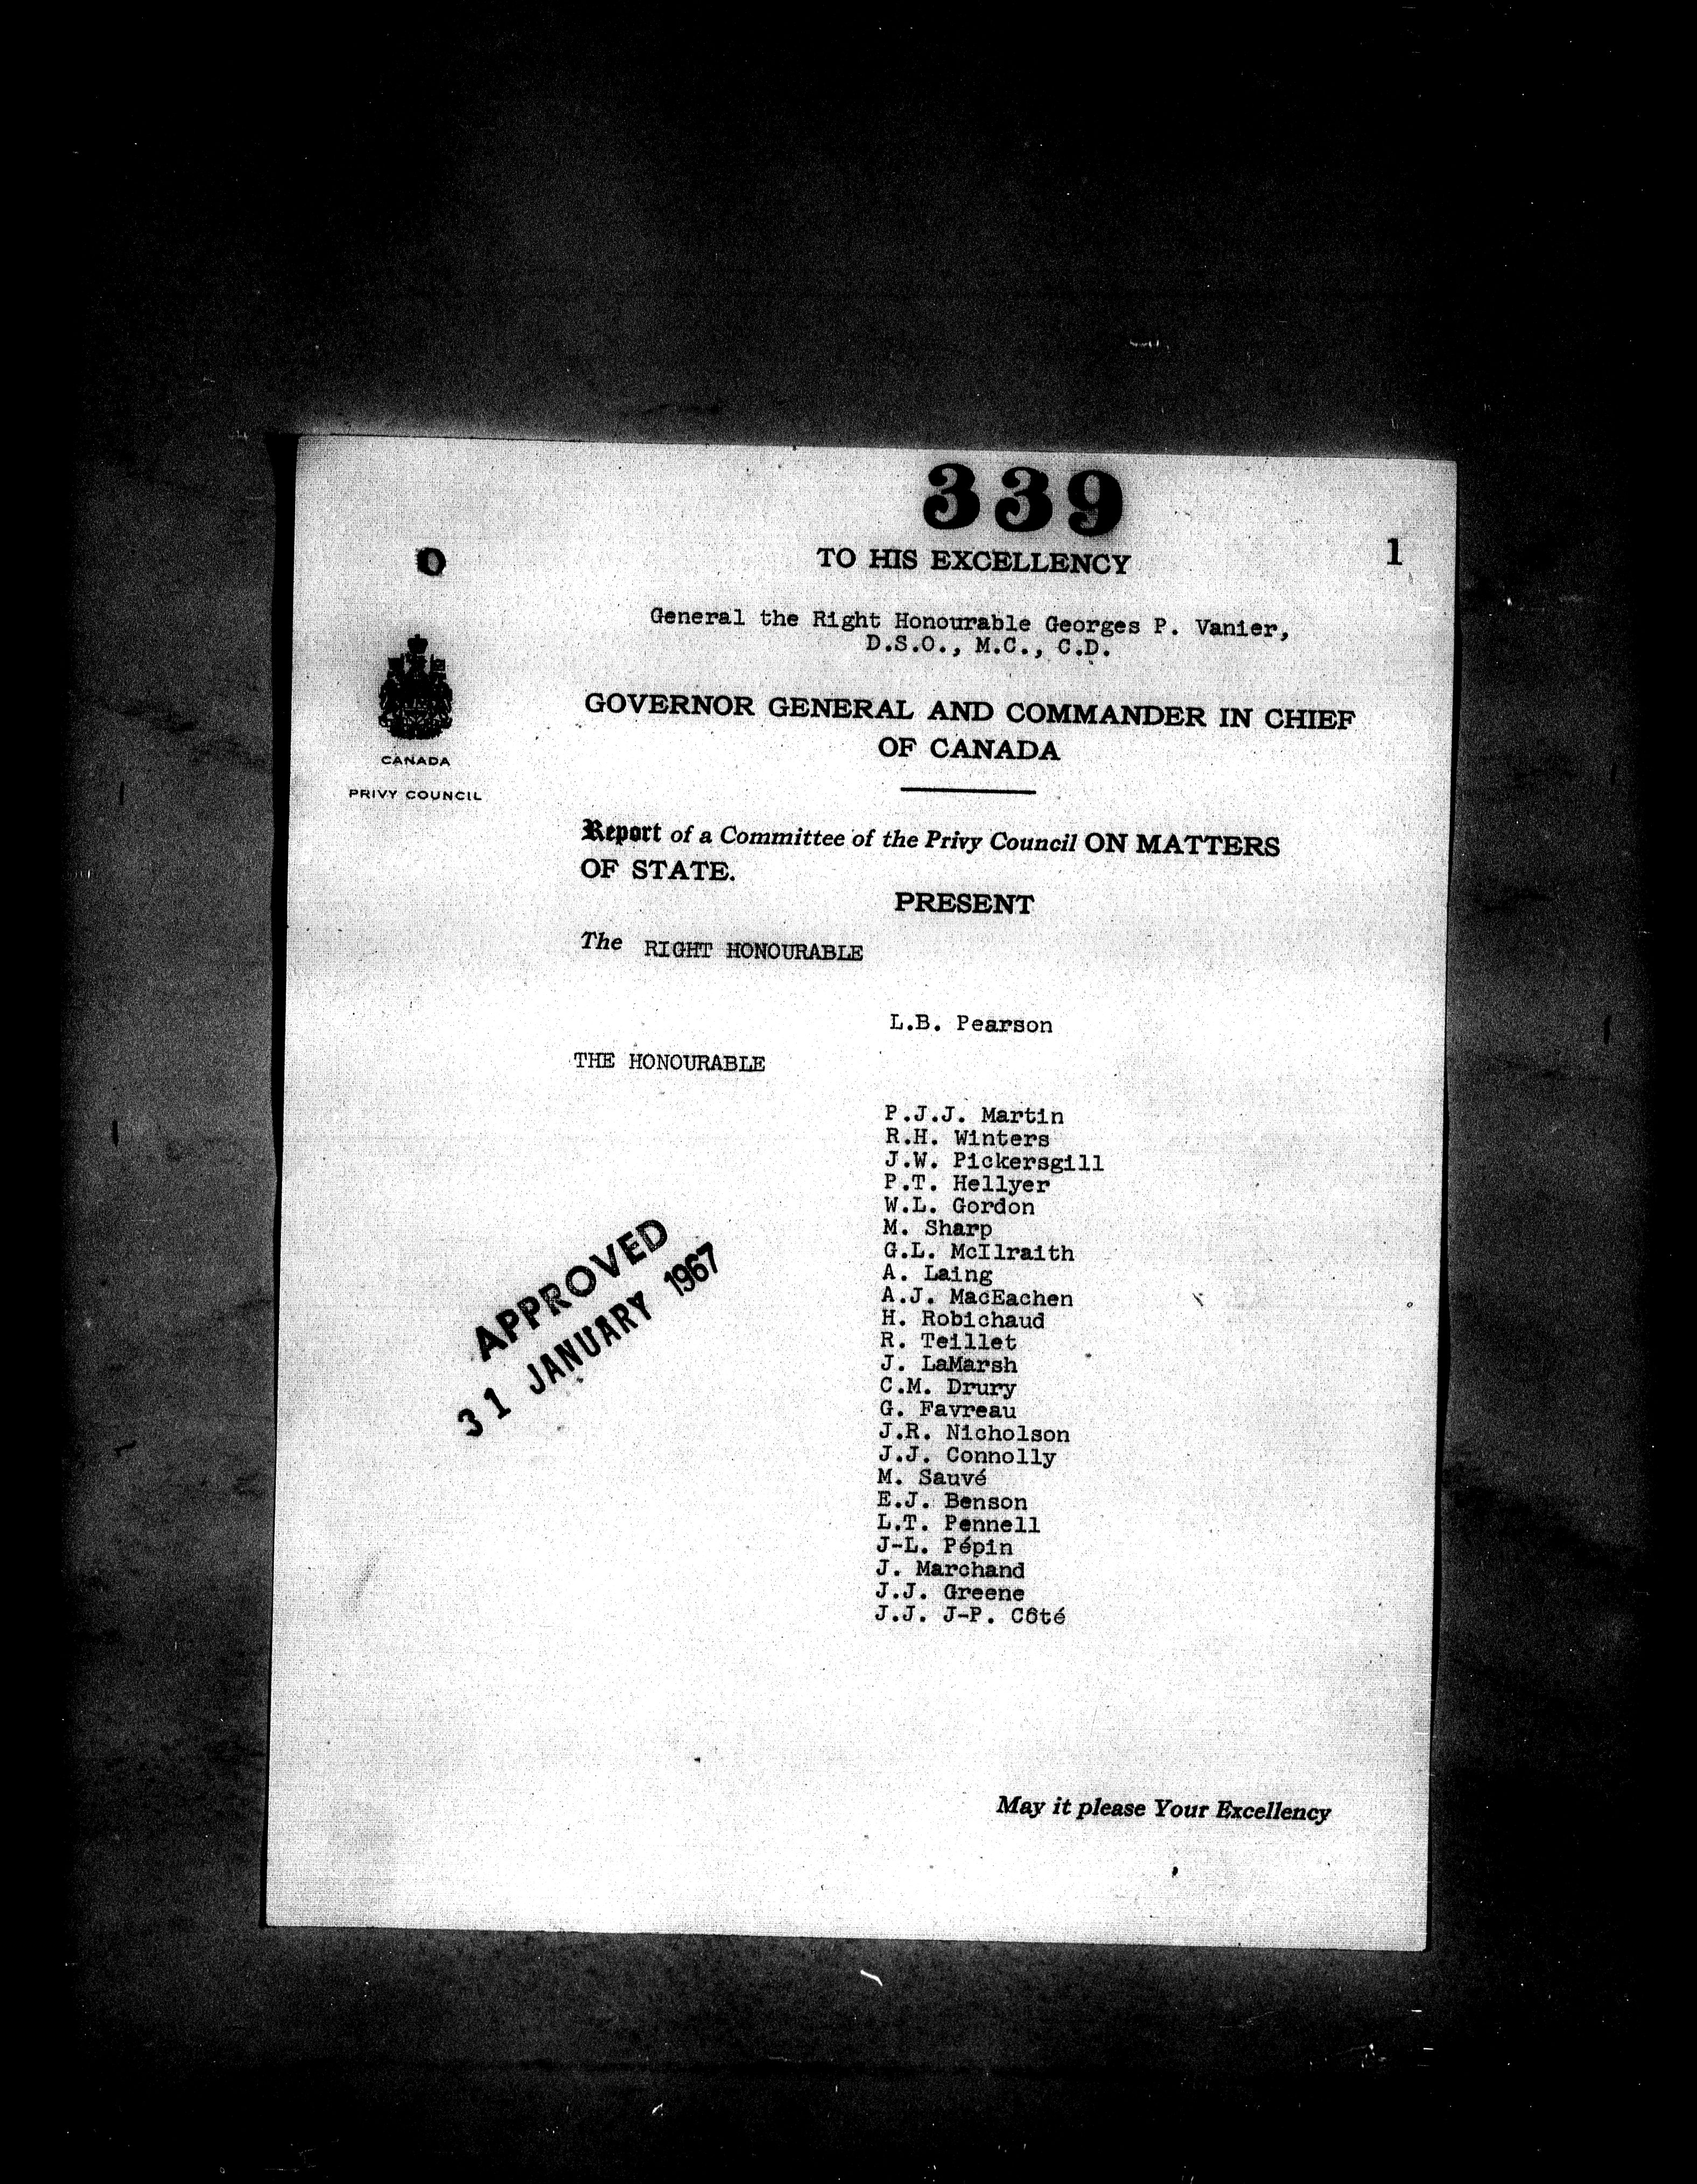 339
O
TO HIS EXCELLENCY
1
General the Right Honourable Georges P. Vanier,
D.S.O., M.C., C.D.
GOVERNOR GENERAL AND COMMANDER IN CHIEF
OF CANADA
CANADA
PRIVY COUNCIL
Report of a Committee of the Privy Council ON MATTERS
OF STATE.
PRESENT
The RIGHT HONOURABLE
L.B. Pearson
THE HONOURABLE
P.J.J. Martin
R.H. Winters
J.W. Pickersgill
P.T. Hellyer
W.L. Gordon
M. Sharp
G.L. McIlraith
A. Laing
A.J. MacEachen
H. Robichaud
R. Teillet
J. LaMarsh
C.M. Drury
G. Favreau
J.R. Nicholson
J.J. Connolly
M. Sauvé
E.J. Benson
L.T. Pennell
J-L. Pépin
J. Marchand
J.J. Greene
J.J. J-P. Côté
APPROVED
31 JANUARY 1967
May it please Your Excellency